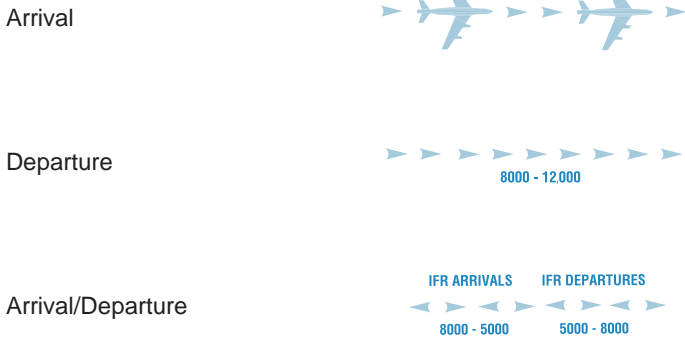 Arrival
Departure
8000 - 12,000
IFR ARRIVALS IFR DEPARTURES
Arrival/Departure
8000 - 5000 5000 - 8000